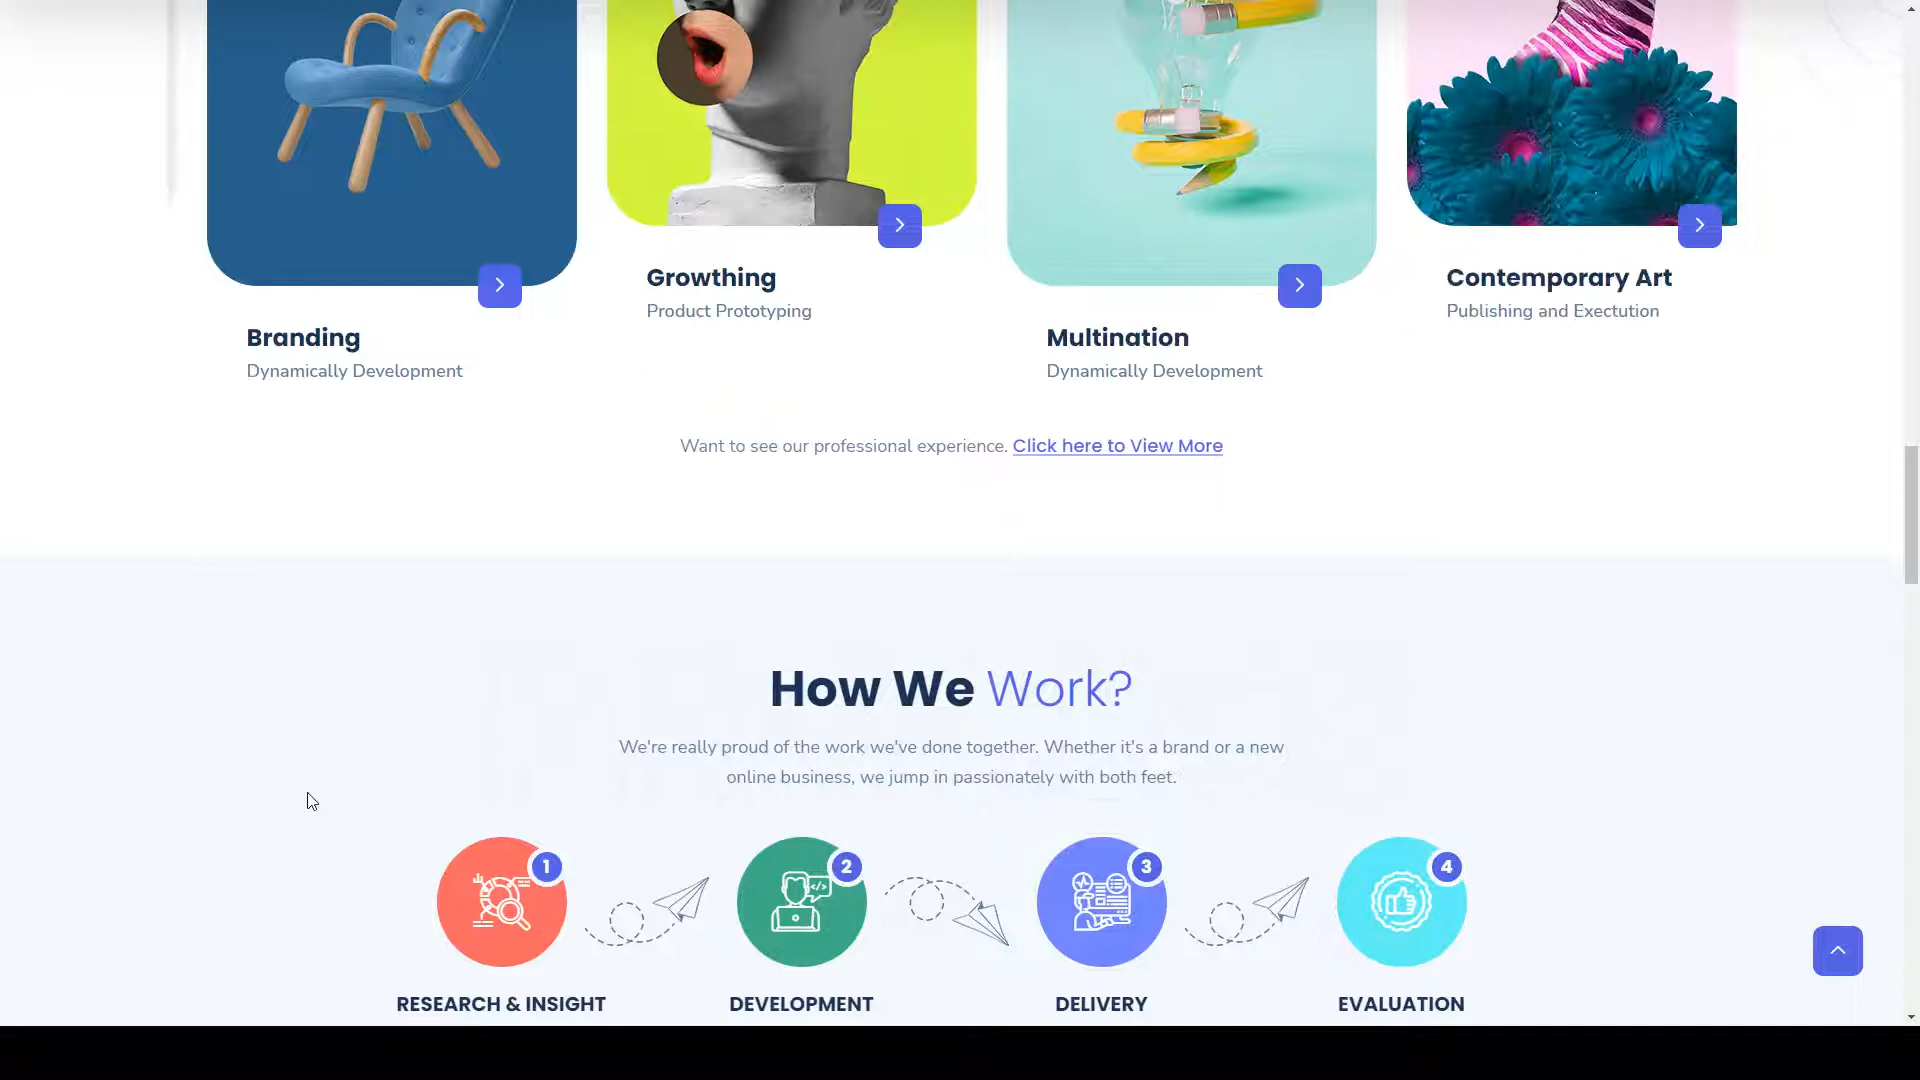 Growthing
Product Prototyping
Contemporary Art
Publishing and Exectution
Branding
Dynamically Development
Multination
Dynamically Development
Want to see our professional experience. Click here to View More
How We Work?
We're really proud of the work we've done together. Whether it's a brand or a new
online business, we jump in passionately with both feet.
1
2
3
4
RESEARCH & INSIGHT
DEVELOPMENT
DELIVERY
EVALUATION